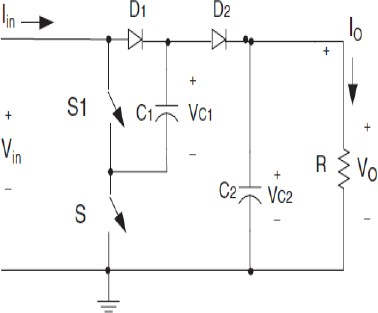 Iin
D1
D2
IO
+
S1
C1
+
VC1
−
+
Vin
−
S
C2
+
VC2
−
R
+
VO
−